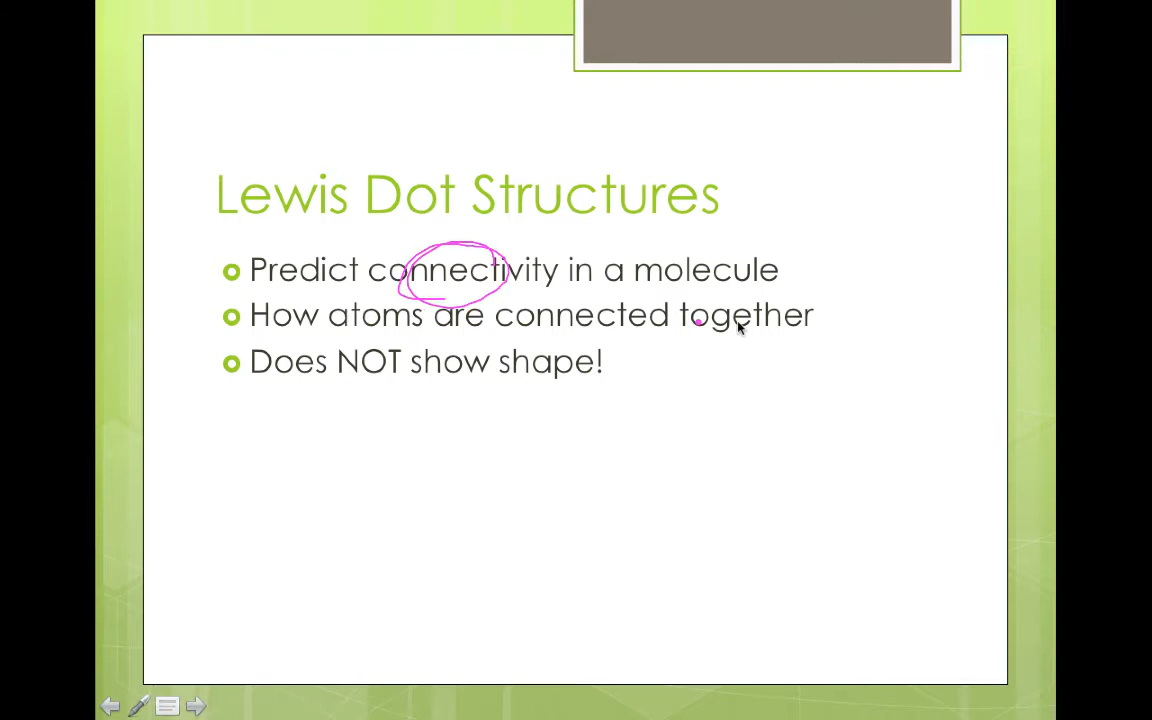 Lewis Dot Structures
Predict connectivity in a molecule
How atoms are connected together
Does NOT show shape!